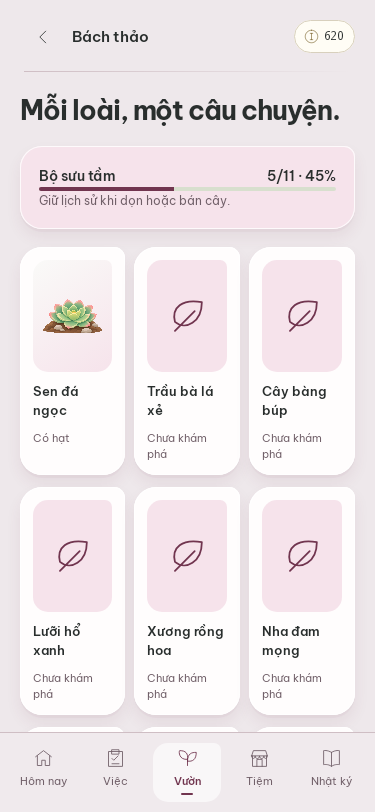 Bách thảo
620
Mỗi loài, một câu chuyện.
Bộ sưu tầm 5/11 · 45%
Giữ lịch sử khi dọn hoặc bán cây.
Sen đá
ngọc
Có hạt
Trầu bà lá
xẻ
Chưa khám
phá
Cây bàng
búp
Chưa khám
phá
Lưỡi hổ
xanh
Chưa khám
phá
Xương rồng
hoa
Chưa khám
phá
Nha đam
mọng
Chưa khám
phá
Hôm nay
Việc
Vườn
Tiệm
Nhật ký